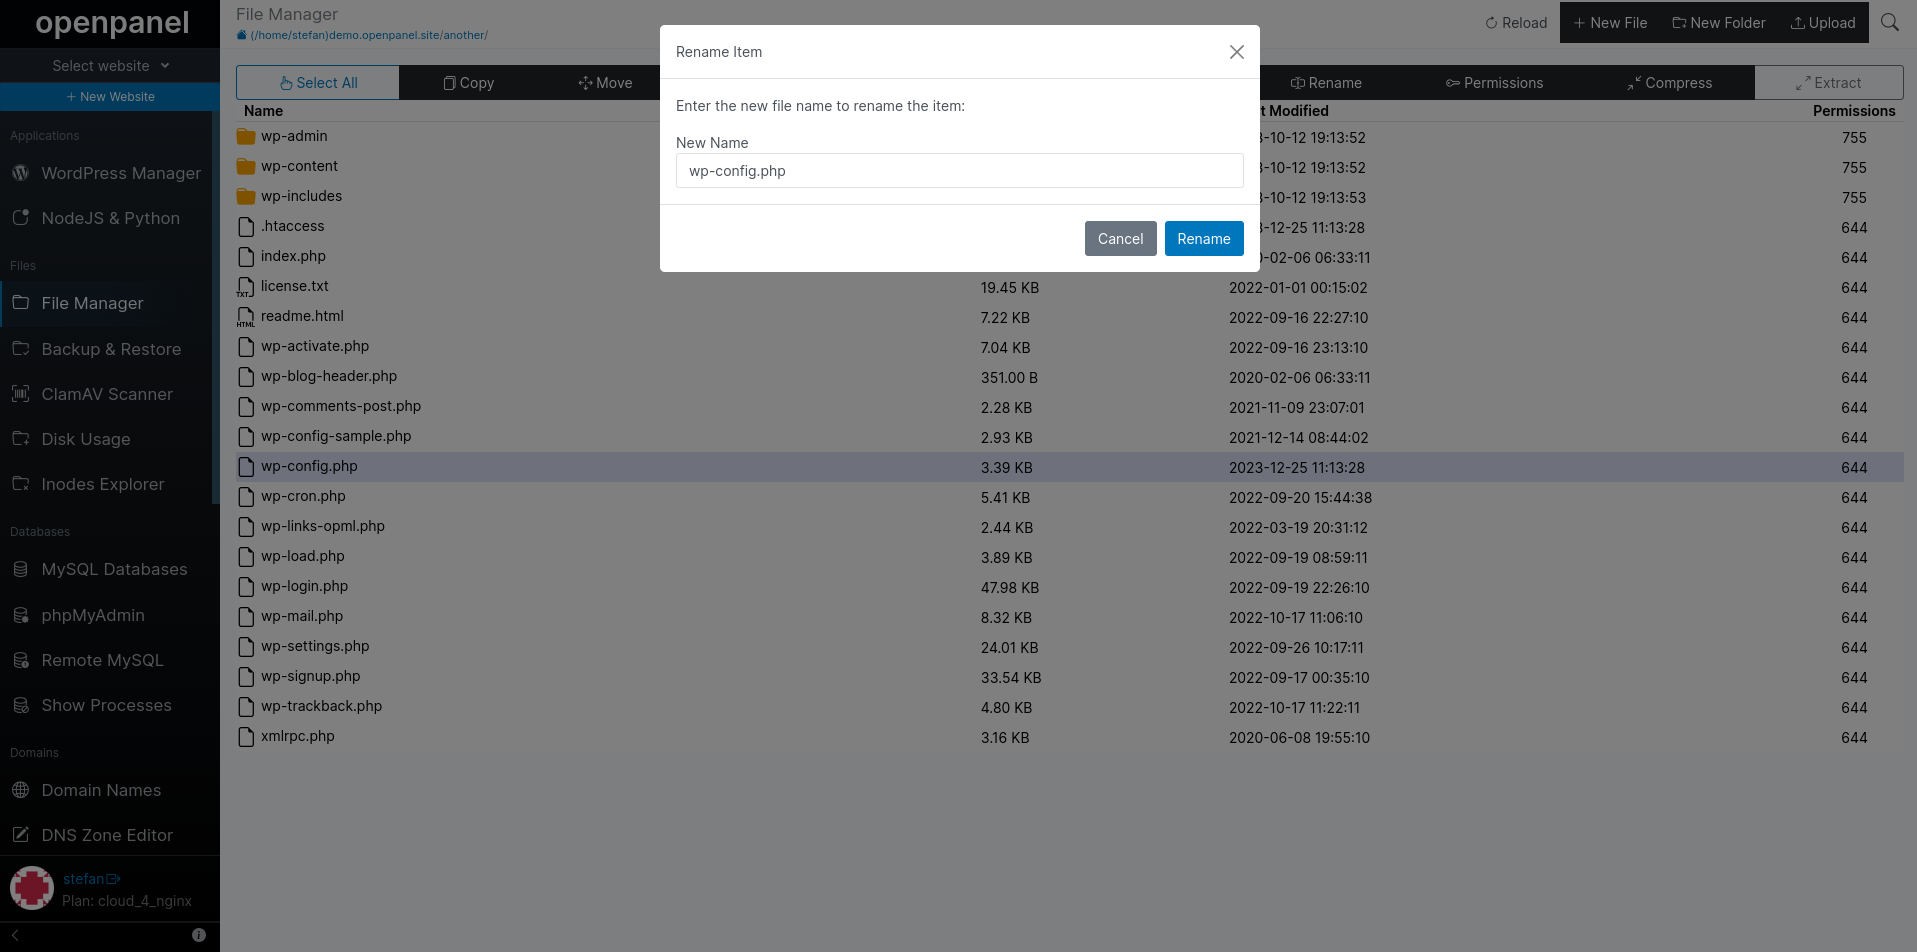 openpanel
Select website
+ New Website
Applications
WordPress Manager
NodeJS & Python
Files
File Manager
Backup & Restore
ClamAV Scanner
Disk Usage
Inodes Explorer
Databases
MySQL Databases
phpMyAdmin
Remote MySQL
Show Processes
Domains
Domain Names
DNS Zone Editor
stefan
Plan: cloud_4_nginx
File Manager
(/home/stefan)demo.openpanel.site/another/
Reload
+ New File
New Folder
Upload
Select All
Copy
Move
Rename
Permissions
Compress
Extract
Name
t Modified
Permissions
wp-admin 3-10-12 19:13:52 755
wp-content 3-10-12 19:13:52 755
wp-includes 3-10-12 19:13:53 755
.htaccess 3-12-25 11:13:28 644
index.php 0-02-06 06:33:11 644
license.txt 19.45 KB 2022-01-01 00:15:02 644
readme.html 7.22 KB 2022-09-16 22:27:10 644
wp-activate.php 7.04 KB 2022-09-16 23:13:10 644
wp-blog-header.php 351.00 B 2020-02-06 06:33:11 644
wp-comments-post.php 2.28 KB 2021-11-09 23:07:01 644
wp-config-sample.php 2.93 KB 2021-12-14 08:44:02 644
wp-config.php 3.39 KB 2023-12-25 11:13:28 644
wp-cron.php 5.41 KB 2022-09-20 15:44:38 644
wp-links-opml.php 2.44 KB 2022-03-19 20:31:12 644
wp-load.php 3.89 KB 2022-09-19 08:59:11 644
wp-login.php 47.98 KB 2022-09-19 22:26:10 644
wp-mail.php 8.32 KB 2022-10-17 11:06:10 644
wp-settings.php 24.01 KB 2022-09-26 10:17:11 644
wp-signup.php 33.54 KB 2022-09-17 00:35:10 644
wp-trackback.php 4.80 KB 2022-10-17 11:22:11 644
xmlrpc.php 3.16 KB 2020-06-08 19:55:10 644
TXT
HTML
Rename Item
Enter the new file name to rename the item:
New Name
wp-config.php
Cancel
Rename